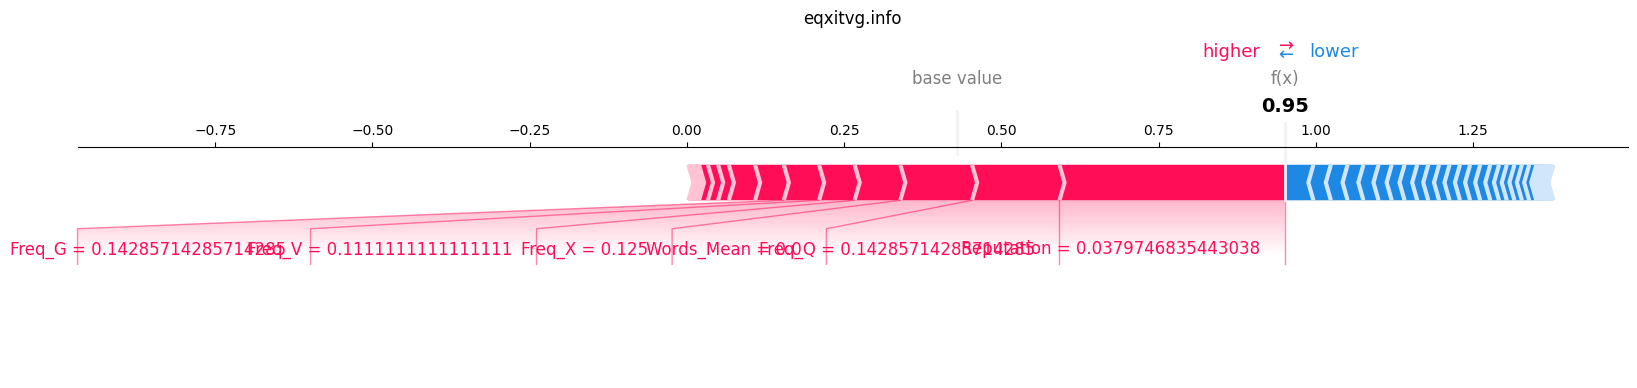 eqxitvg.info
higher ⇄ lower
base value f(x)
0.95
−0.75 −0.50 −0.25 0.00 0.25 0.50 0.75 1.00 1.25
Freq_G = 0.14285714285714285 Freq_V = 0.1111111111111111 Freq_X = 0.125 Words_Mean = 0.0 Freq_Q = 0.14285714285714285 Reputation = 0.0379746835443038